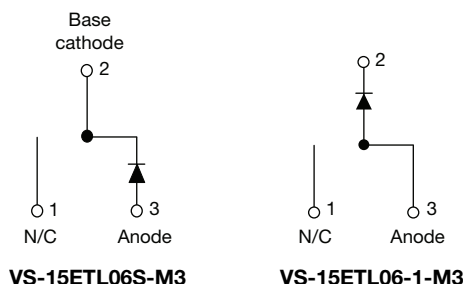 Base
cathode
2
2
1
3
1
3
N/C
Anode
N/C
Anode
VS-15ETL06S-M3
VS-15ETL06-1-M3